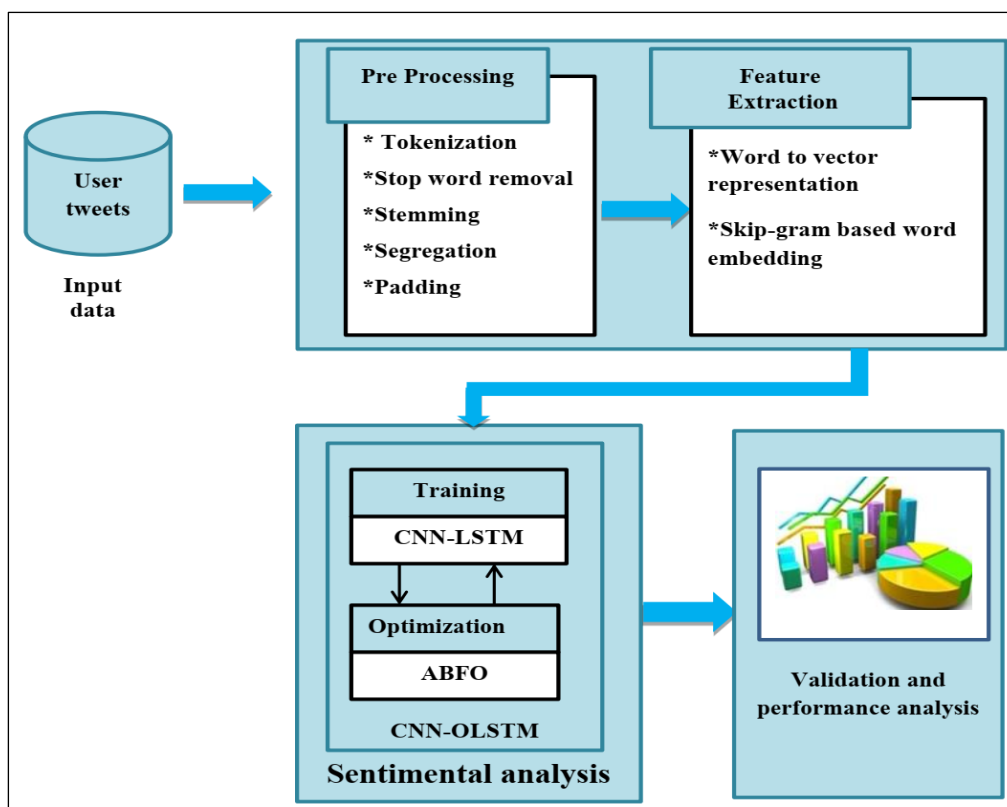 User
tweets
Input
data
Pre Processing
* Tokenization
*Stop word removal
*Stemming
*Segregation
*Padding
Feature
Extraction
*Word to vector
representation
*Skip-gram based word
embedding
Training
CNN-LSTM
Optimization
ABFO
CNN-OLSTM
Sentimental analysis
Validation and
performance analysis